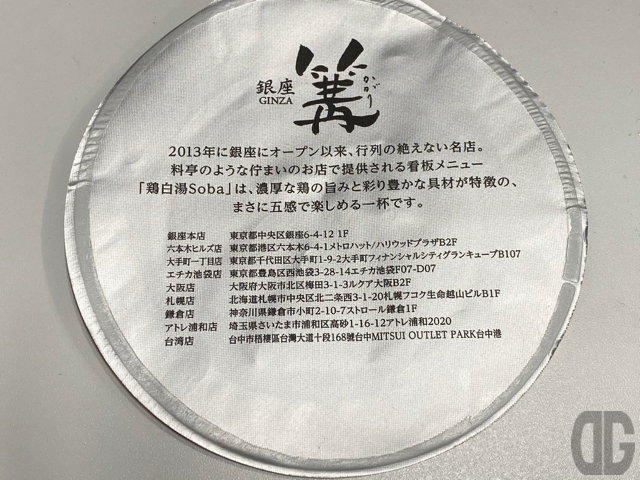 銀座
GINZA
篝
かがり
2013年に銀座にオープン以来、行列の絶えない名店。
料亭のような佇まいのお店で提供される看板メニュー
「鶏白湯Soba」は、濃厚な鶏の旨みと彩り豊かな具材が特徴の、
まさに五感で楽しめる一杯です。
銀座本店 東京都中央区銀座6-4-12 1F
六本木ヒルズ店 東京都港区六本木6-4-1メトロハット/ハリウッドプラザB2F
大手町一丁目店 東京都千代田区大手町1-9-2大手町フィナンシャルシティグランキューブB107
エチカ池袋店 東京都豊島区西池袋3-28-14エチカ池袋F07-D07
大阪店 大阪府大阪市北区梅田3-1-3ルクア大阪B2F
札幌店 北海道札幌市中央区北二条西3-1-20札幌フコク生命越山ビルB1F
鎌倉店 神奈川県鎌倉市小町2-10-7ストロール鎌倉1F
アトレ浦和店 埼玉県さいたま市浦和区高砂1-16-12アトレ浦和2020
台湾店 台中市梧棲區台灣大道十段168號台中MITSUI OUTLET PARK台中港
DG